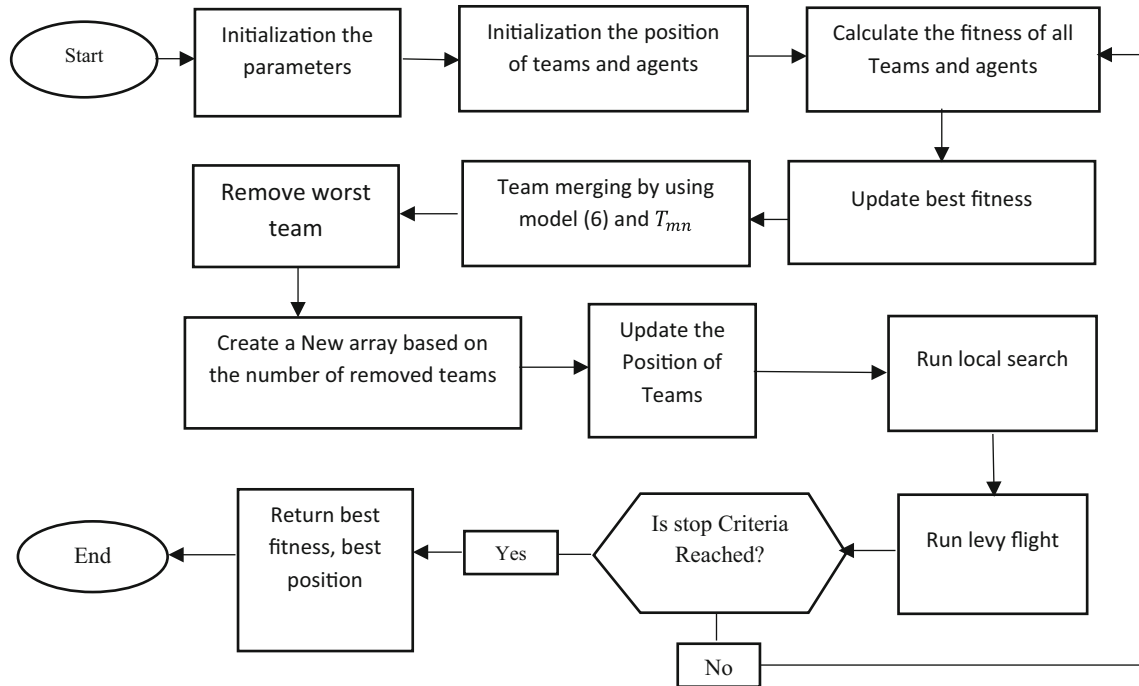 Start
Initialization the
parameters
Initialization the position
of teams and agents
Calculate the fitness of all
Teams and agents
Update best fitness
Team merging by using
model (6) and T_{mn}
Remove worst
team
Create a New array based on
the number of removed teams
Update the
Position of
Teams
Run local search
Run levy flight
Is stop Criteria
Reached?
Yes
Return best
fitness, best
position
End
No